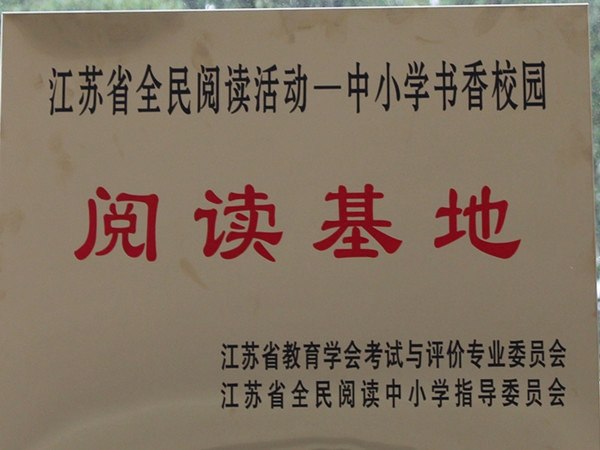 江苏省全民阅读活动—中小学书香校园
阅读基地
江苏省教育学会考试与评价专业委员会
江苏省全民阅读中小学指导委员会